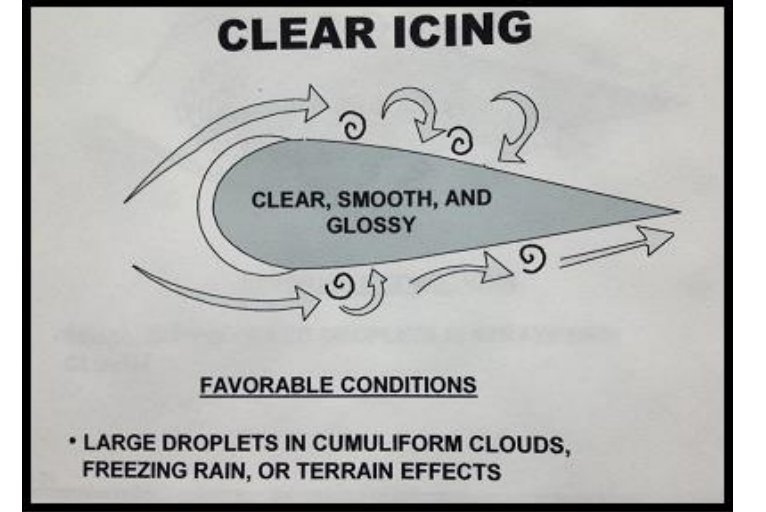 CLEAR ICING
CLEAR, SMOOTH, AND
GLOSSY
FAVORABLE CONDITIONS
• LARGE DROPLETS IN CUMULIFORM CLOUDS,
FREEZING RAIN, OR TERRAIN EFFECTS